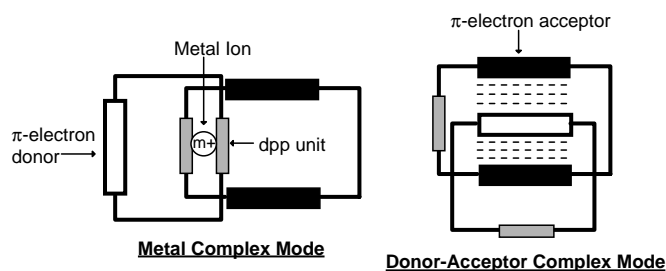 π-electron acceptor
Metal Ion
π-electron
donor
m+
dpp unit
Metal Complex Mode
Donor-Acceptor Complex Mode